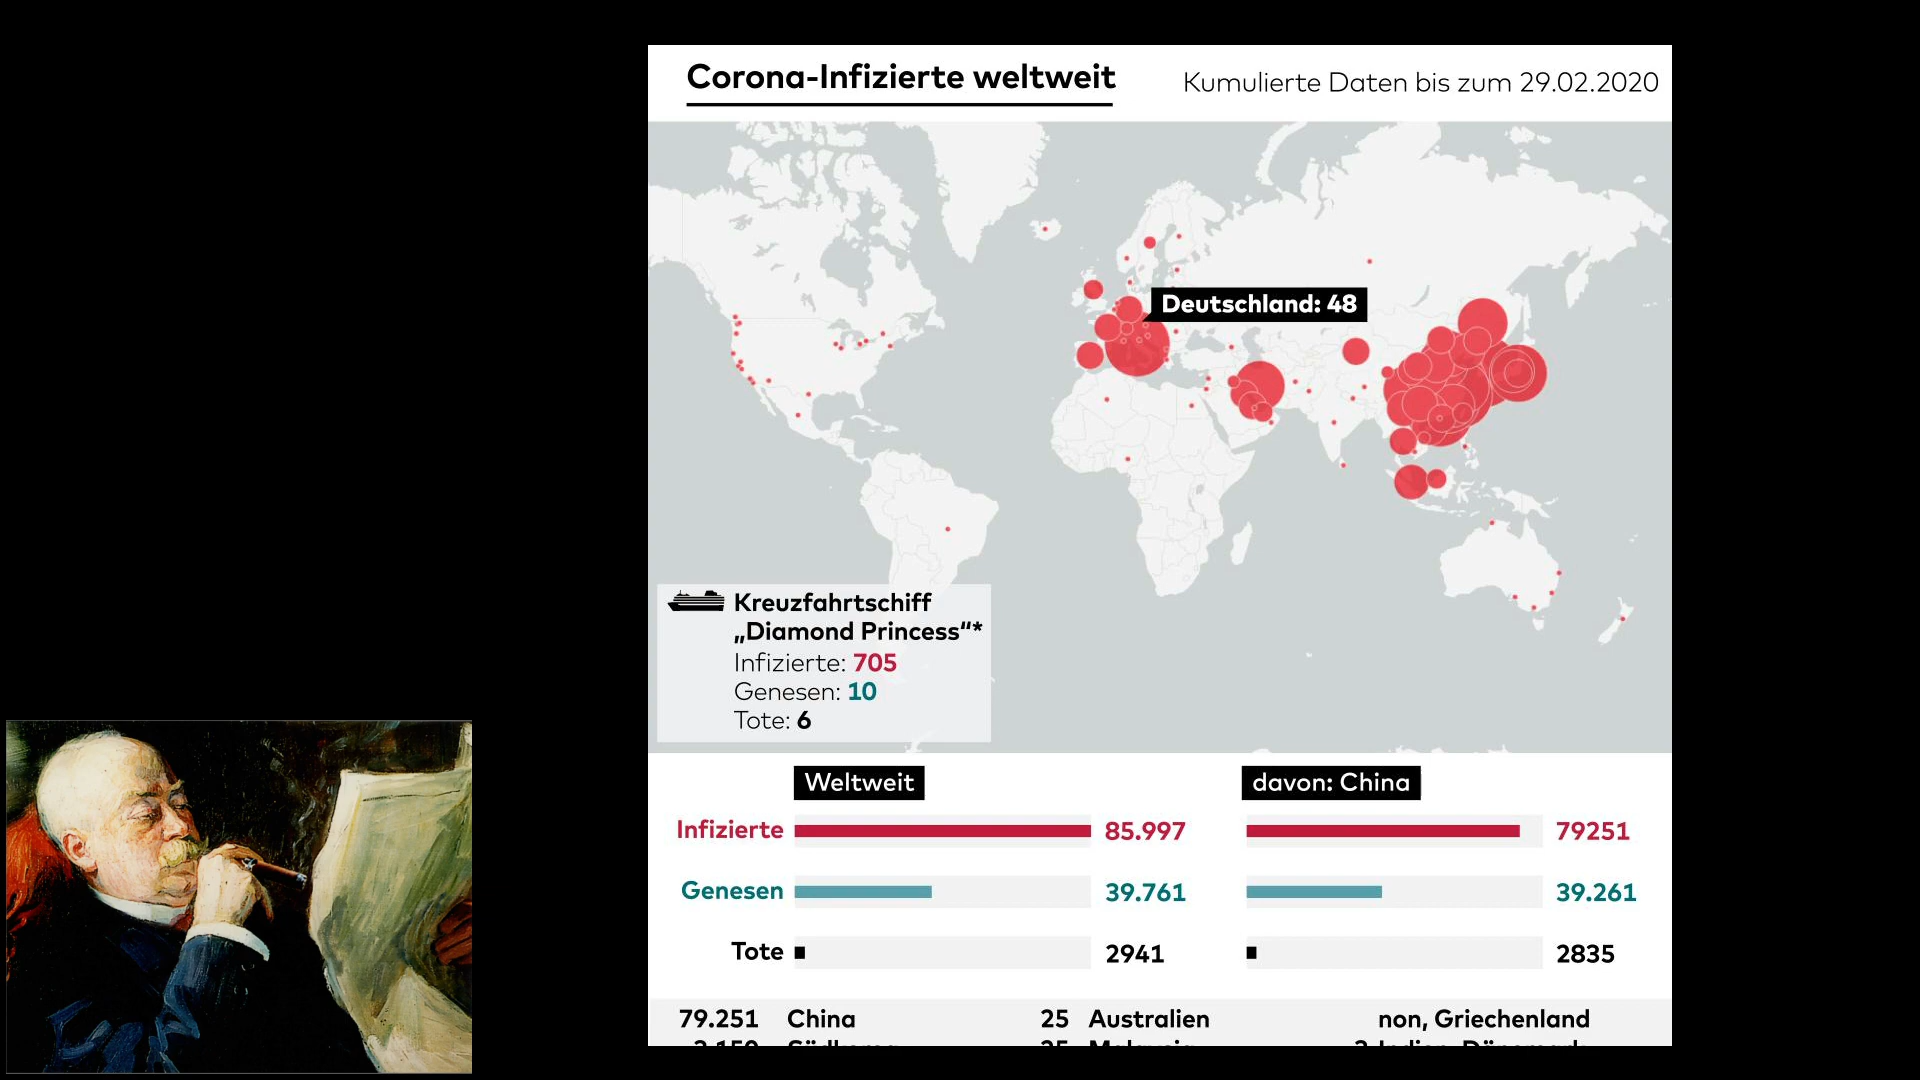 Corona-Infizierte weltweit
Kumulierte Daten bis zum 29.02.2020
Deutschland: 48
Kreuzfahrtschiff
„Diamond Princess“*
Infizierte: 705
Genesen: 10
Tote: 6
Weltweit
davon: China
Infizierte 85.997 79251
Genesen 39.761 39.261
Tote 2941 2835
79.251 China 25 Australien non, Griechenland